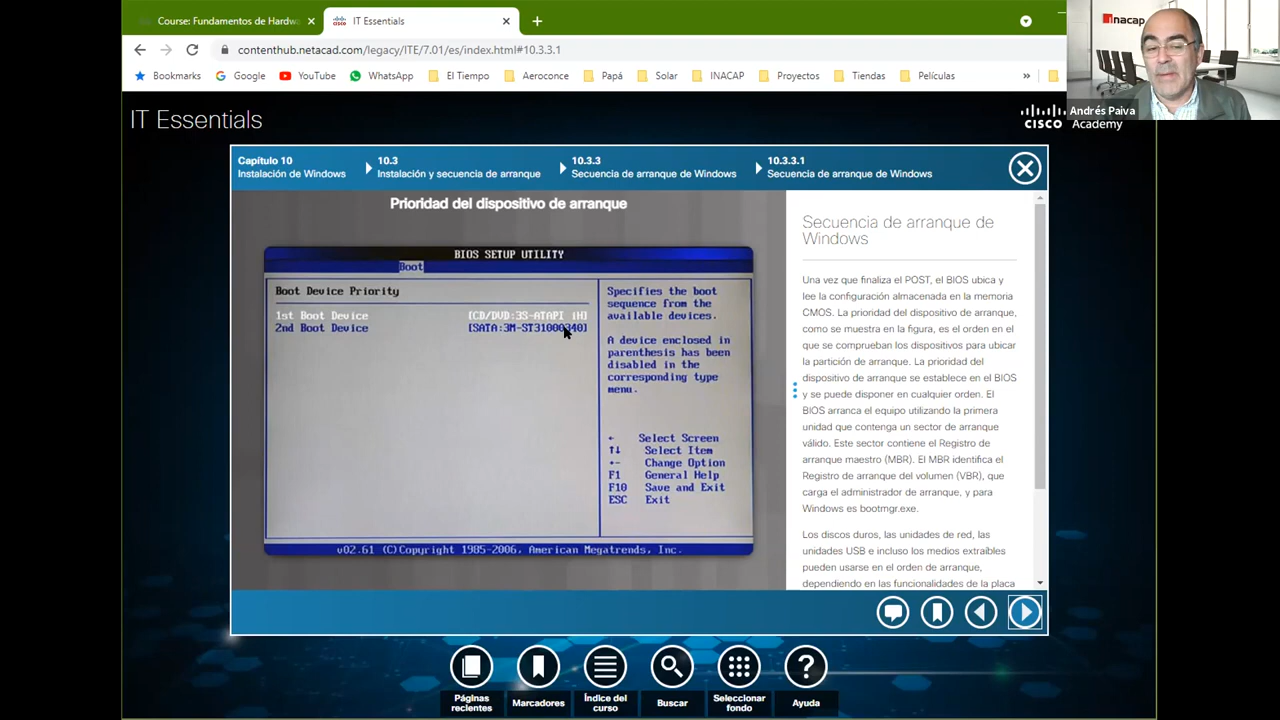 Course: Fundamentos de Hardw
IT Essentials
contenthub.netacad.com/legacy/ITE/7.01/es/index.html#10.3.3.1
Bookmarks
Google
YouTube
WhatsApp
El Tiempo
Aeroconce
Papá
Solar
INACAP
Proyectos
Tiendas
Películas
»
inacap
Andrés Paiva
IT Essentials
cisco
Academy
Capítulo 10
Instalación de Windows
10.3
Instalación y secuencia de arranque
10.3.3
Secuencia de arranque de Windows
10.3.3.1
Secuencia de arranque de Windows
Prioridad del dispositivo de arranque
BIOS SETUP UTILITY
Boot
Boot Device Priority
1st Boot Device [CD/DVD:3S-ATAPI iH]
2nd Boot Device [SATA:3M-ST31000340]
Specifies the boot
sequence from the
available devices.
A device enclosed in
parenthesis has been
disabled in the
corresponding type
menu.
← Select Screen
↑↓ Select Item
+- Change Option
F1 General Help
F10 Save and Exit
ESC Exit
v02.61 (C)Copyright 1985-2006, American Megatrends, Inc.
Secuencia de arranque de
Windows
Una vez que finaliza el POST, el BIOS ubica y
lee la configuración almacenada en la memoria
CMOS. La prioridad del dispositivo de arranque,
como se muestra en la figura, es el orden en el
que se comprueban los dispositivos para ubicar
la partición de arranque. La prioridad del
dispositivo de arranque se establece en el BIOS
y se puede disponer en cualquier orden. El
BIOS arranca el equipo utilizando la primera
unidad que contenga un sector de arranque
válido. Este sector contiene el Registro de
arranque maestro (MBR). El MBR identifica el
Registro de arranque del volumen (VBR), que
carga el administrador de arranque, y para
Windows es bootmgr.exe.
Los discos duros, las unidades de red, las
unidades USB e incluso los medios extraíbles
pueden usarse en el orden de arranque,
dependiendo en las funcionalidades de la placa
Páginas
recientes
Marcadores
Índice del
curso
Buscar
Seleccionar
fondo
Ayuda